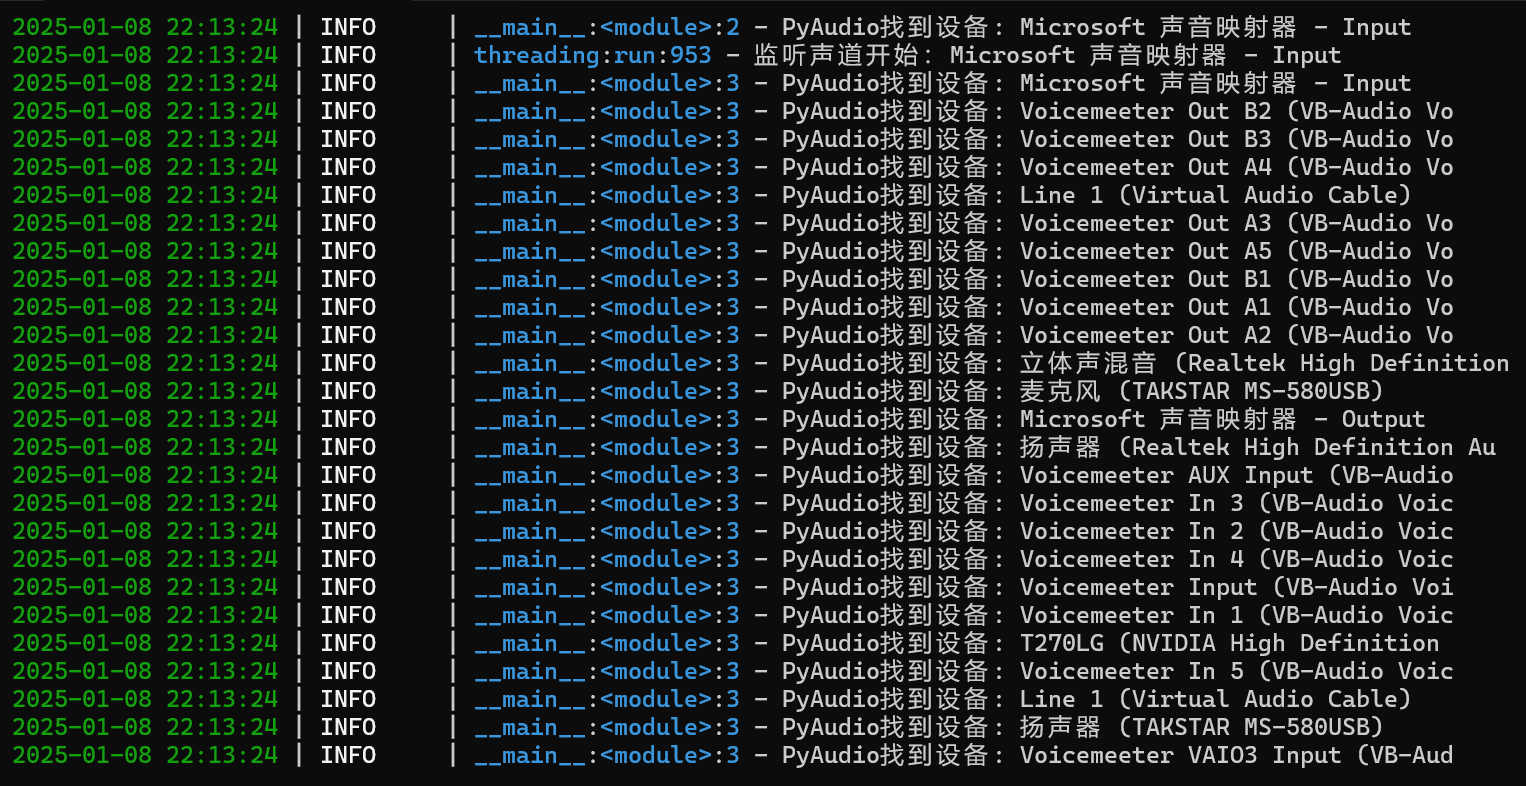 2025-01-08 22:13:24 | INFO     | __main__:<module>:2 - PyAudio找到设备: Microsoft 声音映射器 - Input
2025-01-08 22:13:24 | INFO     | threading:run:953 - 监听声道开始: Microsoft 声音映射器 - Input
2025-01-08 22:13:24 | INFO     | __main__:<module>:3 - PyAudio找到设备: Microsoft 声音映射器 - Input
2025-01-08 22:13:24 | INFO     | __main__:<module>:3 - PyAudio找到设备: Voicemeeter Out B2 (VB-Audio Vo
2025-01-08 22:13:24 | INFO     | __main__:<module>:3 - PyAudio找到设备: Voicemeeter Out B3 (VB-Audio Vo
2025-01-08 22:13:24 | INFO     | __main__:<module>:3 - PyAudio找到设备: Voicemeeter Out A4 (VB-Audio Vo
2025-01-08 22:13:24 | INFO     | __main__:<module>:3 - PyAudio找到设备: Line 1 (Virtual Audio Cable)
2025-01-08 22:13:24 | INFO     | __main__:<module>:3 - PyAudio找到设备: Voicemeeter Out A3 (VB-Audio Vo
2025-01-08 22:13:24 | INFO     | __main__:<module>:3 - PyAudio找到设备: Voicemeeter Out A5 (VB-Audio Vo
2025-01-08 22:13:24 | INFO     | __main__:<module>:3 - PyAudio找到设备: Voicemeeter Out B1 (VB-Audio Vo
2025-01-08 22:13:24 | INFO     | __main__:<module>:3 - PyAudio找到设备: Voicemeeter Out A1 (VB-Audio Vo
2025-01-08 22:13:24 | INFO     | __main__:<module>:3 - PyAudio找到设备: Voicemeeter Out A2 (VB-Audio Vo
2025-01-08 22:13:24 | INFO     | __main__:<module>:3 - PyAudio找到设备: 立体声混音 (Realtek High Definition
2025-01-08 22:13:24 | INFO     | __main__:<module>:3 - PyAudio找到设备: 麦克风 (TAKSTAR MS-580USB)
2025-01-08 22:13:24 | INFO     | __main__:<module>:3 - PyAudio找到设备: Microsoft 声音映射器 - Output
2025-01-08 22:13:24 | INFO     | __main__:<module>:3 - PyAudio找到设备: 扬声器 (Realtek High Definition Au
2025-01-08 22:13:24 | INFO     | __main__:<module>:3 - PyAudio找到设备: Voicemeeter AUX Input (VB-Audio
2025-01-08 22:13:24 | INFO     | __main__:<module>:3 - PyAudio找到设备: Voicemeeter In 3 (VB-Audio Voic
2025-01-08 22:13:24 | INFO     | __main__:<module>:3 - PyAudio找到设备: Voicemeeter In 2 (VB-Audio Voic
2025-01-08 22:13:24 | INFO     | __main__:<module>:3 - PyAudio找到设备: Voicemeeter In 4 (VB-Audio Voic
2025-01-08 22:13:24 | INFO     | __main__:<module>:3 - PyAudio找到设备: Voicemeeter Input (VB-Audio Voi
2025-01-08 22:13:24 | INFO     | __main__:<module>:3 - PyAudio找到设备: Voicemeeter In 1 (VB-Audio Voic
2025-01-08 22:13:24 | INFO     | __main__:<module>:3 - PyAudio找到设备: T270LG (NVIDIA High Definition
2025-01-08 22:13:24 | INFO     | __main__:<module>:3 - PyAudio找到设备: Voicemeeter In 5 (VB-Audio Voic
2025-01-08 22:13:24 | INFO     | __main__:<module>:3 - PyAudio找到设备: Line 1 (Virtual Audio Cable)
2025-01-08 22:13:24 | INFO     | __main__:<module>:3 - PyAudio找到设备: 扬声器 (TAKSTAR MS-580USB)
2025-01-08 22:13:24 | INFO     | __main__:<module>:3 - PyAudio找到设备: Voicemeeter VAIO3 Input (VB-Aud